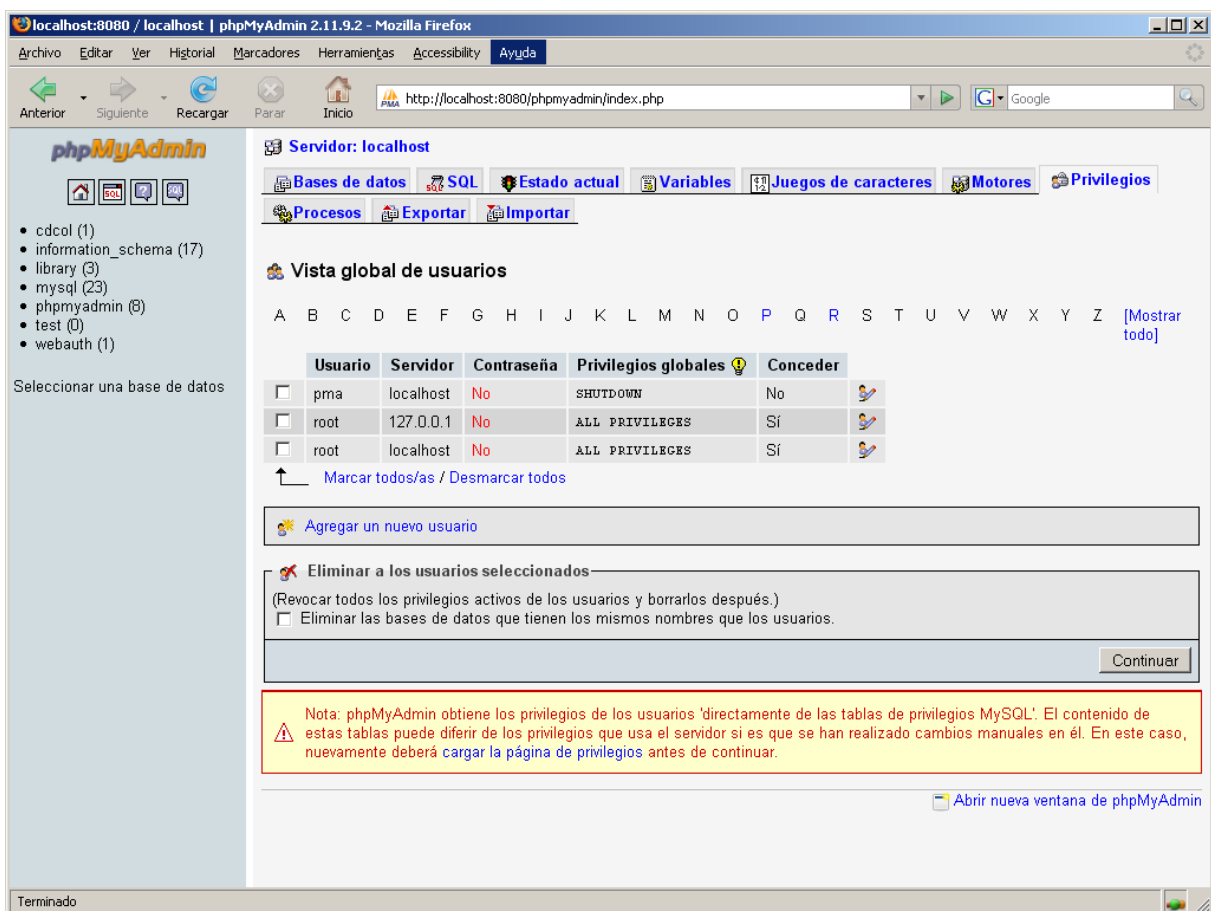 localhost:8080 / localhost | phpMyAdmin 2.11.9.2 - Mozilla Firefox
Archivo Editar Ver Historial Marcadores Herramientas Accessibility Ayuda
Anterior Siguiente Recargar Parar Inicio
PMA http://localhost:8080/phpmyadmin/index.php
G Google
phpMyAdmin
SQL SQL
cdcol (1)
information_schema (17)
library (3)
mysql (23)
phpmyadmin (8)
test (0)
webauth (1)
Seleccionar una base de datos
Servidor: localhost
Bases de datos SQL Estado actual Variables Juegos de caracteres Motores Privilegios
Procesos Exportar Importar
Vista global de usuarios
A B C D E F G H I J K L M N O P Q R S T U V W X Y Z [Mostrar
todo]
Usuario Servidor Contraseña Privilegios globales Conceder
pma localhost No SHUTDOWN No
root 127.0.0.1 No ALL PRIVILEGES Sí
root localhost No ALL PRIVILEGES Sí
Marcar todos/as / Desmarcar todos
Agregar un nuevo usuario
Eliminar a los usuarios seleccionados
(Revocar todos los privilegios activos de los usuarios y borrarlos después.)
Eliminar las bases de datos que tienen los mismos nombres que los usuarios.
Continuar
Nota: phpMyAdmin obtiene los privilegios de los usuarios 'directamente de las tablas de privilegios MySQL'. El contenido de
estas tablas puede diferir de los privilegios que usa el servidor si es que se han realizado cambios manuales en él. En este caso,
nuevamente deberá cargar la página de privilegios antes de continuar.
Abrir nueva ventana de phpMyAdmin
Terminado